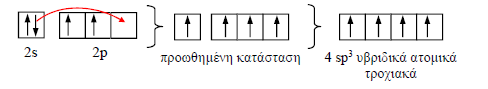 2s 2p
προωθημένη κατάσταση
4 sp³ υβριδικά ατομικά
τροχιακά